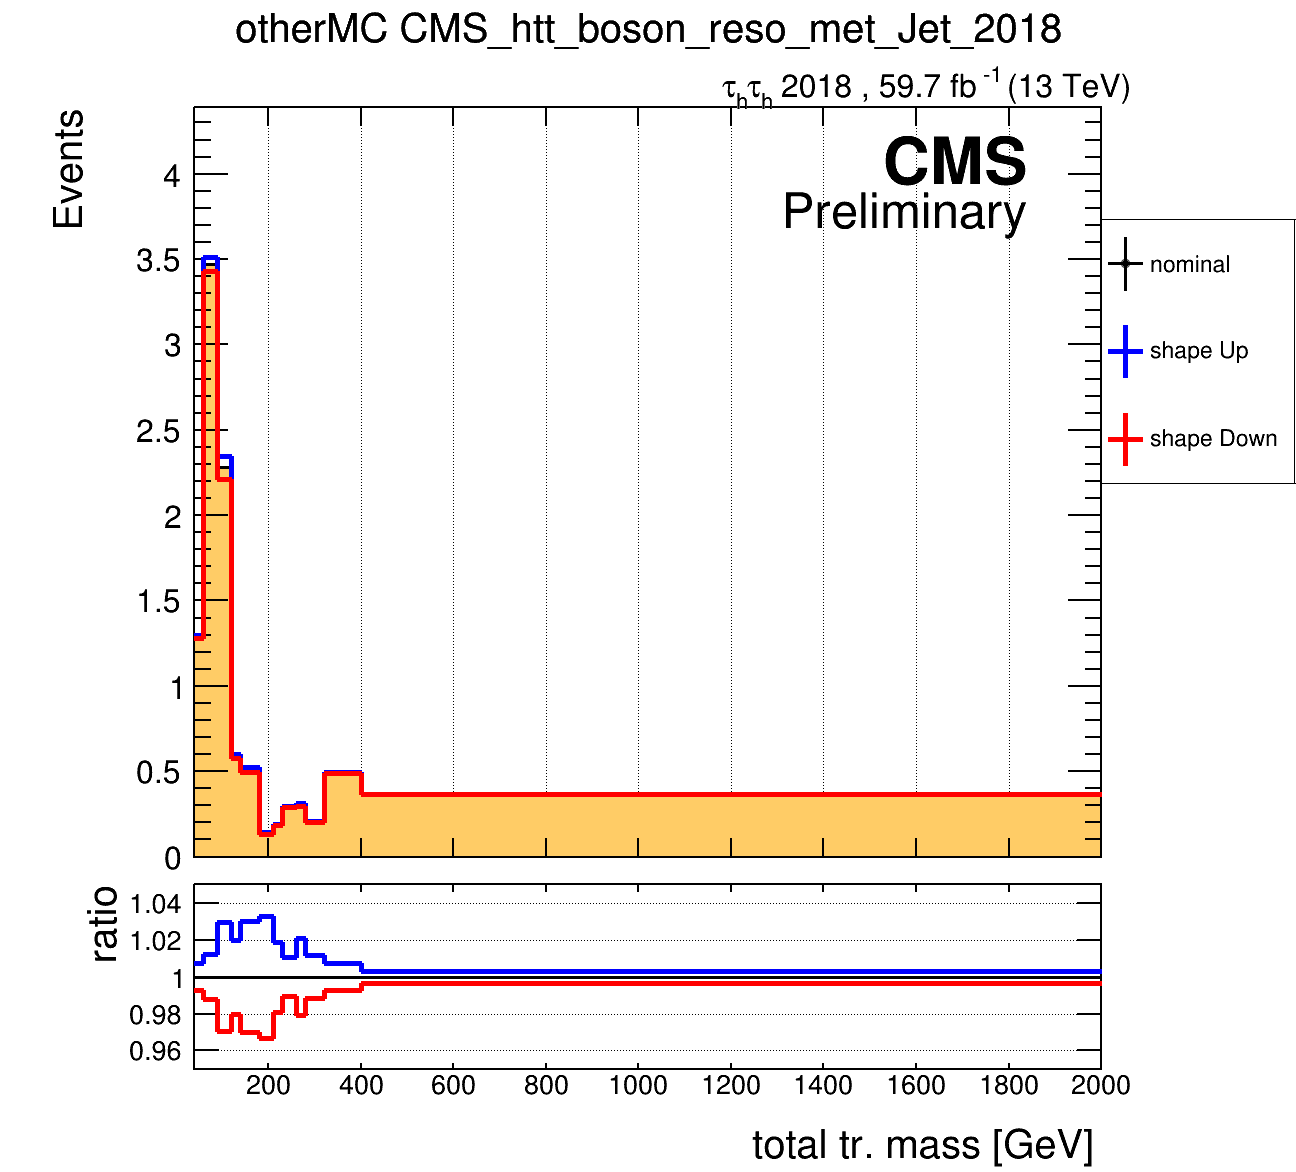 otherMC CMS_htt_boson_reso_met_Jet_2018
τhτh 2018 , 59.7 fb-1 (13 TeV)
Events
CMS
Preliminary
4
3.5
3
2.5
2
1.5
1
0.5
0
nominal
shape Up
shape Down
ratio
1.04
1.02
1
0.98
0.96
200 400 600 800 1000 1200 1400 1600 1800 2000
total tr. mass [GeV]